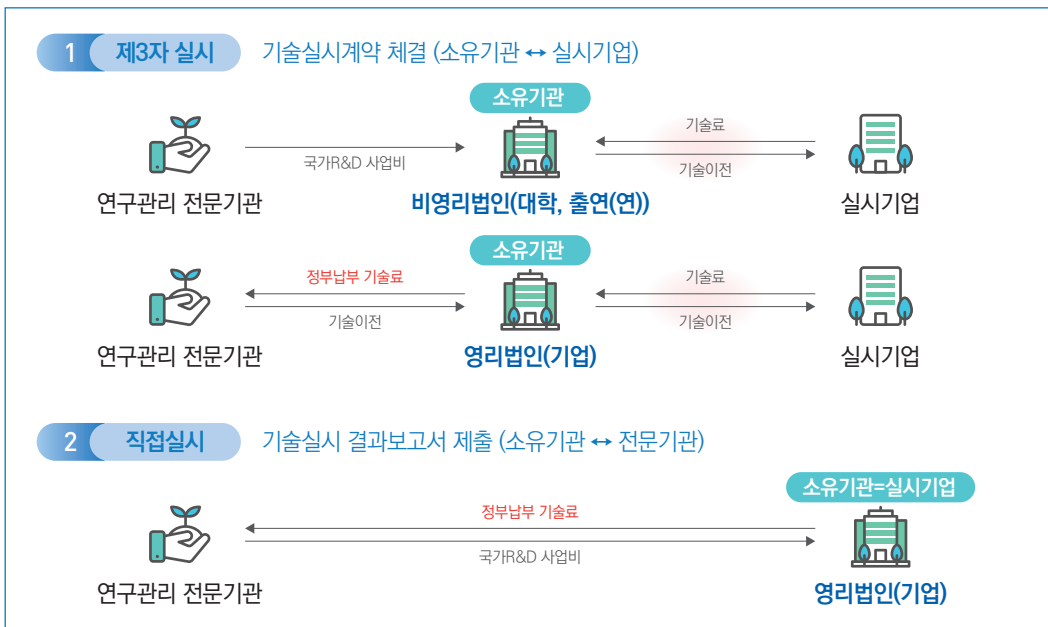 1 제3자 실시 기술실시계약 체결 (소유기관 ↔ 실시기업)
소유기관
국가R&D 사업비
기술료
기술이전
연구관리 전문기관 비영리법인(대학, 출연(연)) 실시기업
소유기관
정부납부 기술료 기술료
기술이전 기술이전
연구관리 전문기관 영리법인(기업) 실시기업
2 직접실시 기술실시 결과보고서 제출 (소유기관 ↔ 전문기관)
소유기관=실시기업
정부납부 기술료
국가R&D 사업비
연구관리 전문기관 영리법인(기업)